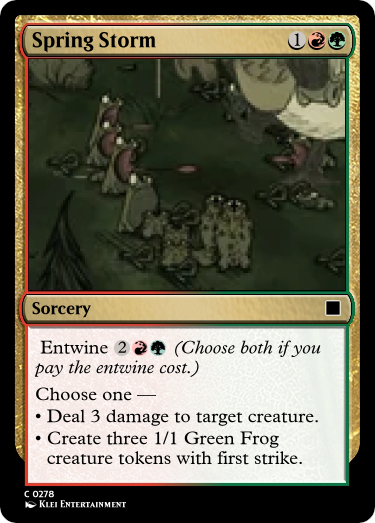 Spring Storm 1
Sorcery
Entwine 2 (Choose both if you
pay the entwine cost.)
Choose one —
• Deal 3 damage to target creature.
• Create three 1/1 Green Frog
creature tokens with first strike.
C 0278
Klei Entertainment